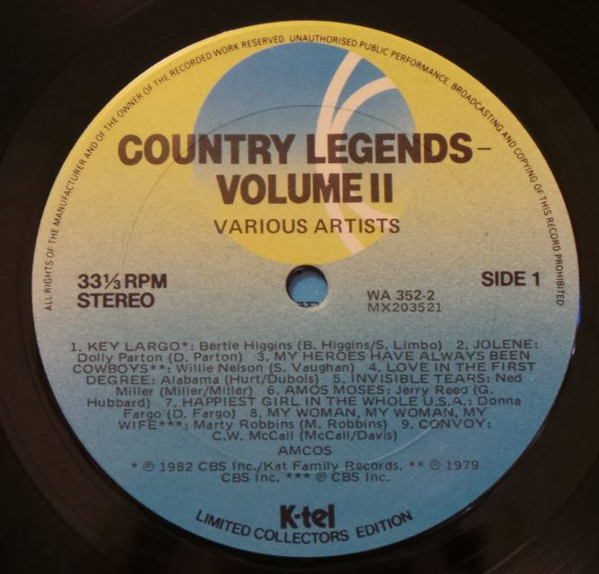 ALL RIGHTS OF THE MANUFACTURER AND OF THE OWNER OF THE RECORDED WORK RESERVED. UNAUTHORISED PUBLIC PERFORMANCE, BROADCASTING AND COPYING OF THIS RECORD PROHIBITED
COUNTRY LEGENDS-
VOLUME II
VARIOUS ARTISTS
33⅓ RPM
STEREO
WA 352-2
MX203521
SIDE 1
1. KEY LARGO*: Bertie Higgins (B. Higgins/S. Limbo) 2. JOLENE:
Dolly Parton (D. Parton) 3. MY HEROES HAVE ALWAYS BEEN
COWBOYS**: Willie Nelson (S. Vaughan) 4. LOVE IN THE FIRST
DEGREE: Alabama (Hurt/Dubois) 5. INVISIBLE TEARS: Ned
Miller (Miller/Miller) 6. AMOS MOSES: Jerry Reed (G.
Hubbard) 7. HAPPIEST GIRL IN THE WHOLE U.S.A.: Donna
Fargo (D. Fargo) 8. MY WOMAN, MY WOMAN, MY
WIFE***: Marty Robbins (M. Robbins) 9. CONVOY:
C.W. McCall (McCall/Davis)
AMCOS
* ℗ 1982 CBS Inc./Kat Family Records. ** ℗ 1979
CBS Inc. *** ℗ CBS Inc.
K-tel
LIMITED COLLECTORS EDITION